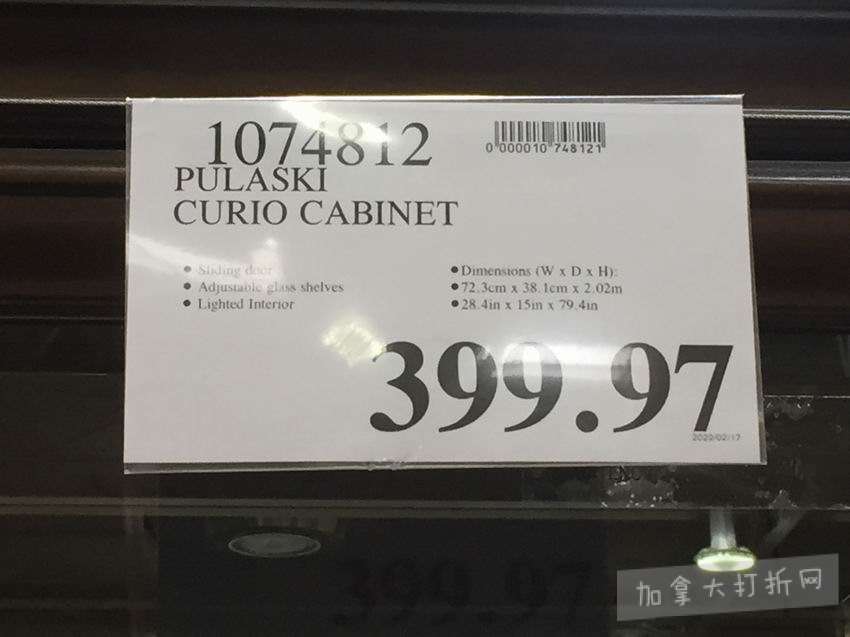 1074812
0 000010 748121
PULASKI
CURIO CABINET
• Sliding door
• Adjustable glass shelves
• Lighted Interior
• Dimensions (W x D x H):
• 72.3cm x 38.1cm x 2.02m
• 28.4in x 15in x 79.4in
399.97
2022/02/17
399.97
加拿大打折网